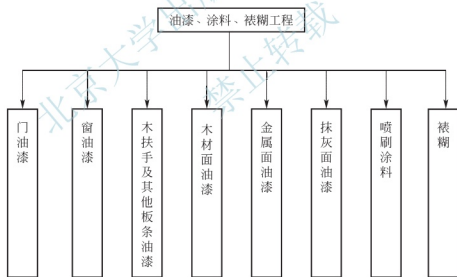 油漆、涂料、裱糊工程
门油漆
窗油漆
木扶手及其他板条油漆
木材面油漆
金属面油漆
抹灰面油漆
喷刷涂料
裱糊
北京大学出版
禁止转载